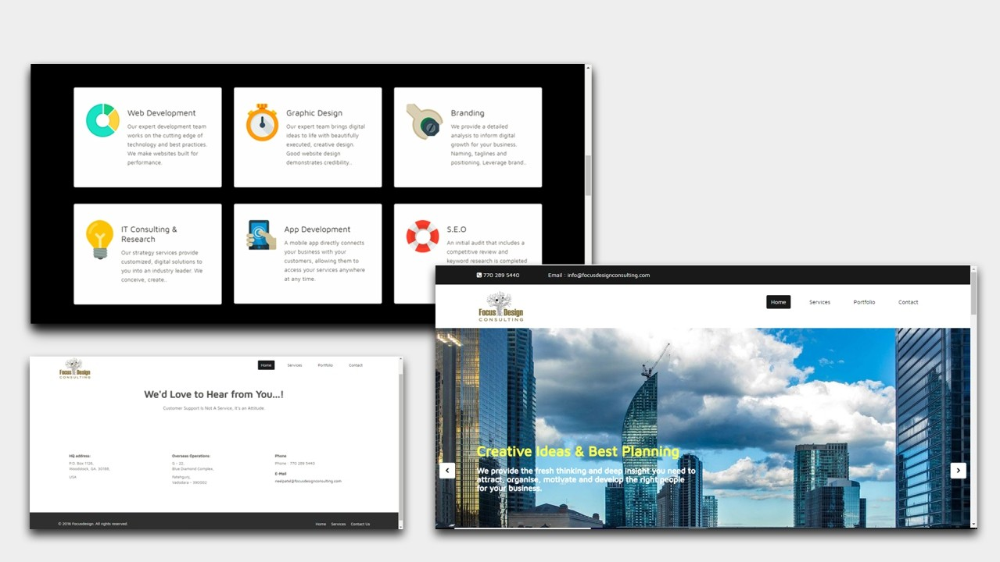 Web Development
Our expert development team
works on the cutting edge of
technology and best practices.
We make websites built for
performance.
Graphic Design
Our expert team brings digital
ideas to life with beautifully
executed, creative design.
Good website design
demonstrates credibility..
Branding
We provide a detailed
analysis to inform digital
growth for your business.
Naming, taglines and
positioning. Leverage brand..
IT Consulting &
Research
Our strategy services provide
customized, digital solutions to
you into an industry leader. We
conceive, create..
App Development
A mobile app directly connects
your business with your
customers, allowing them to
access your services anywhere
at any time.
S.E.O
An initial audit that includes a
competitive review and
keyword research is completed
770 289 5440
Email : info@focusdesignconsulting.com
Focus Design
CONSULTING
Home Services Portfolio Contact
Creative Ideas & Best Planning
We provide the fresh thinking and deep insight you need to
attract, organise, motivate and develop the right people
for your business.
Focus Design
CONSULTING
Home Services Portfolio Contact
We'd Love to Hear from You...!
Customer Support Is Not A Service, It's an Attitude.
HQ address:
P.O. Box 1128,
Woodstock, GA. 30188,
USA
Overseas Operations:
G - 22,
Blue Diamond Complex,
Fatehgunj,
Vadodara - 390002
Phone
Phone : 770 289 5440
E-Mail
neelpatel@focusdesignconsulting.com
© 2018 Focusdesign. All rights reserved.
Home Services Contact Us